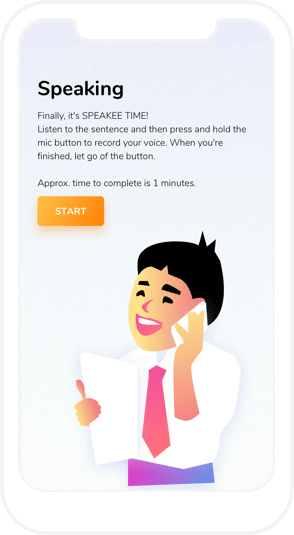 Speaking
Finally, it's SPEAKEE TIME!
Listen to the sentence and then press and hold the
mic button to record your voice. When you're
finished, let go of the button.
Approx. time to complete is 1 minutes.
START